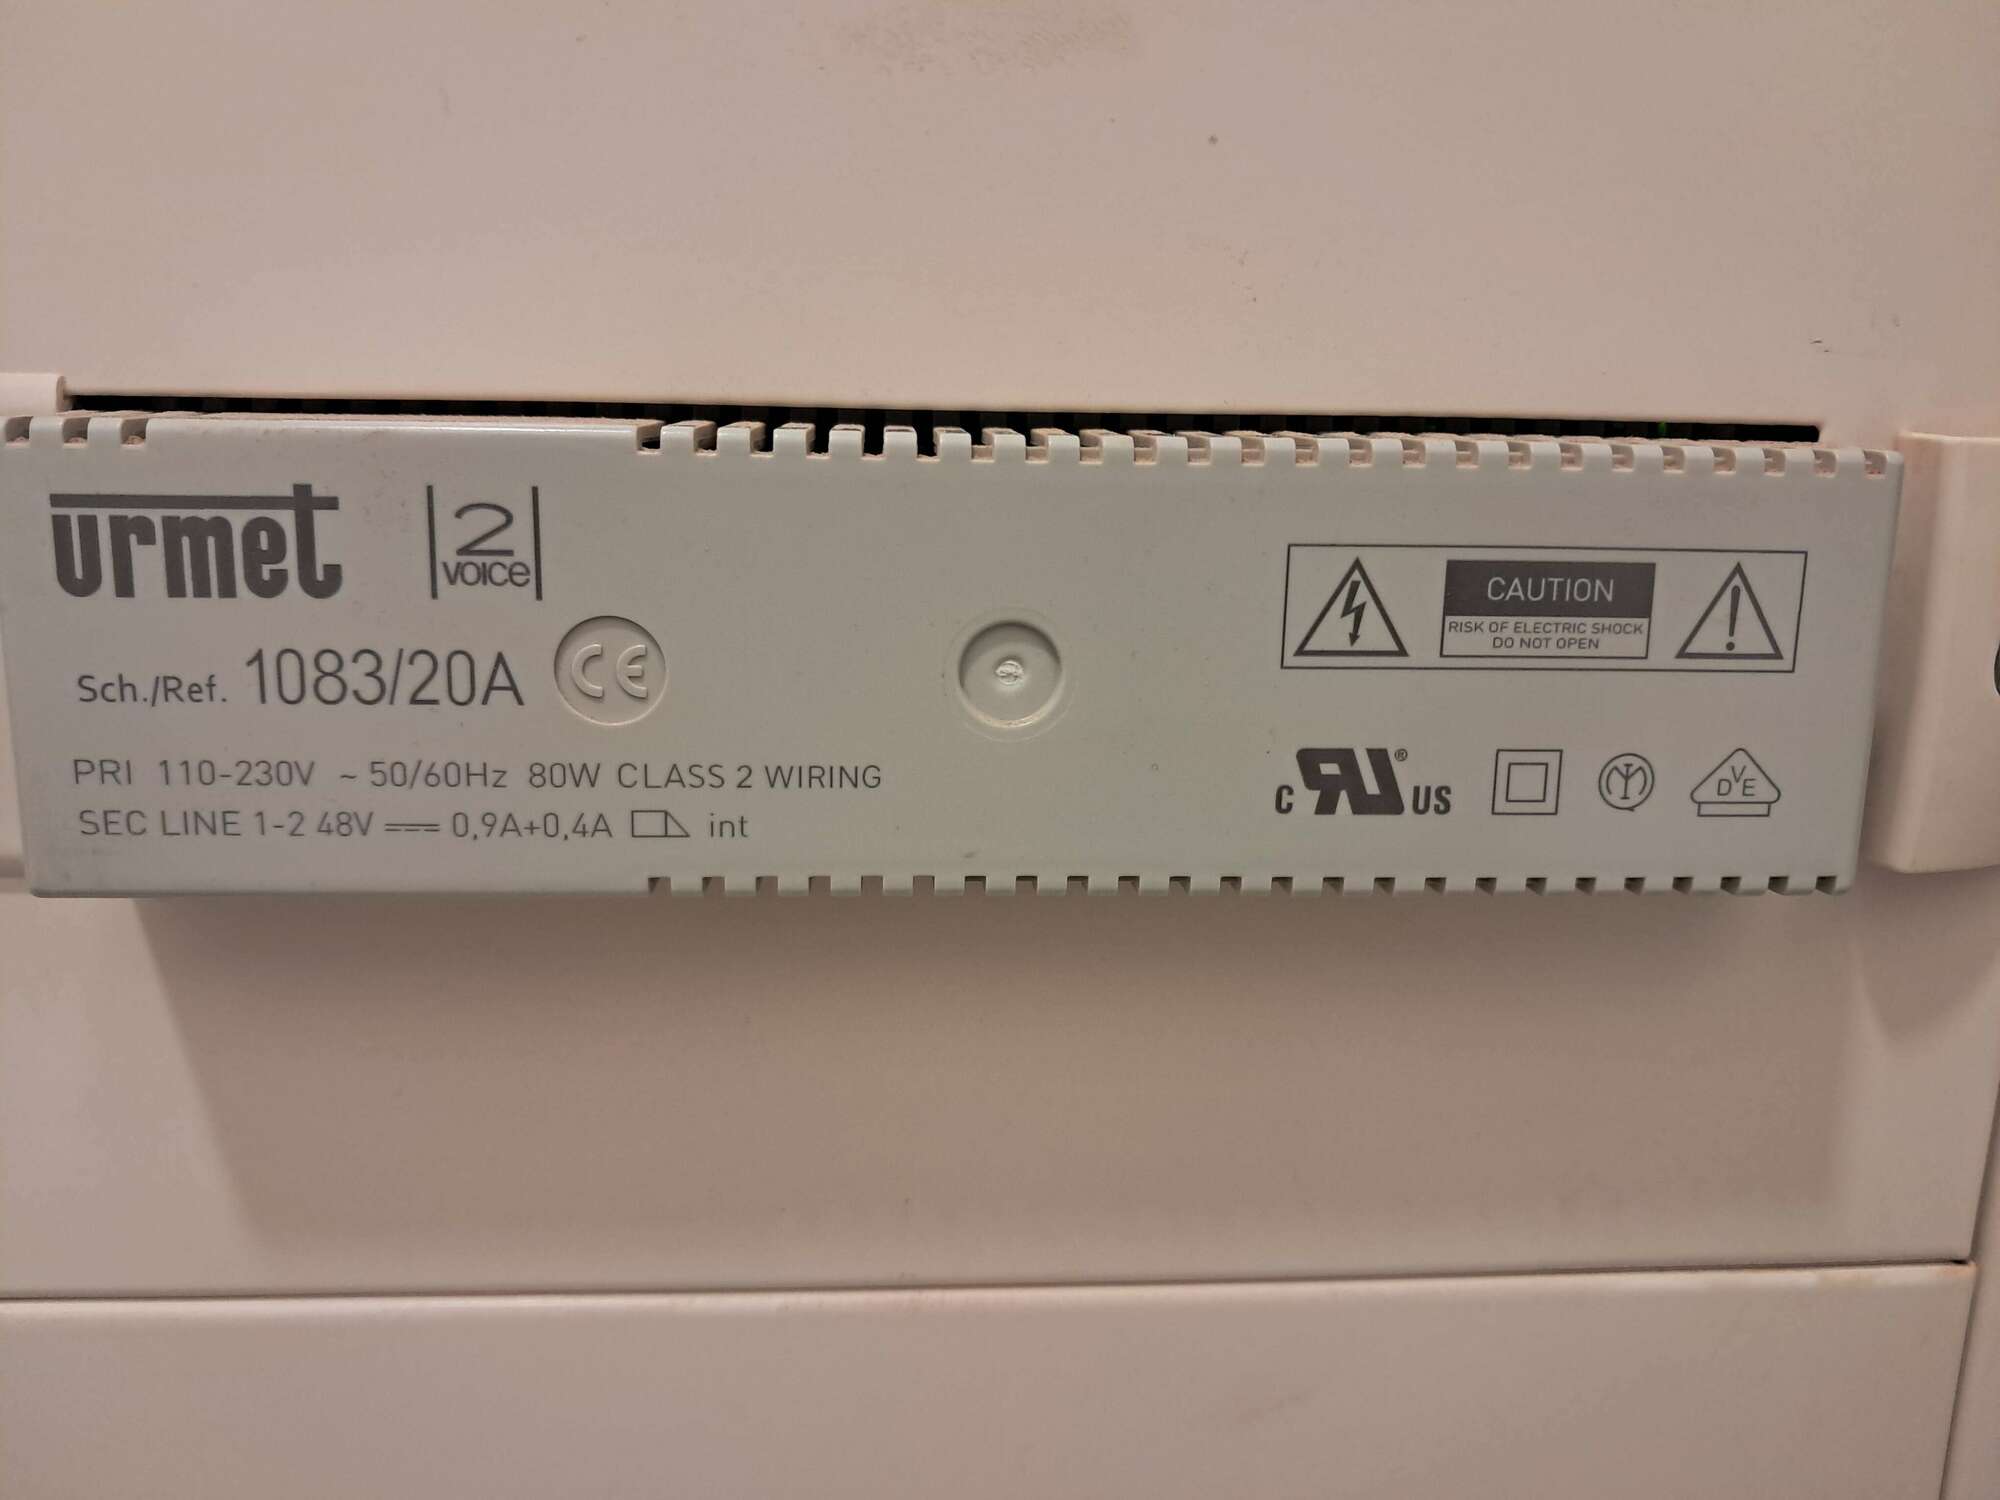 urmet
2 VOICE
Sch./Ref. 1083/20A CE
PRI 110-230V ~ 50/60Hz 80W CLASS 2 WIRING
SEC LINE 1-2 48V ⎓ 0,9A+0,4A int
CAUTION
RISK OF ELECTRIC SHOCK
DO NOT OPEN
C RU® US
DVE